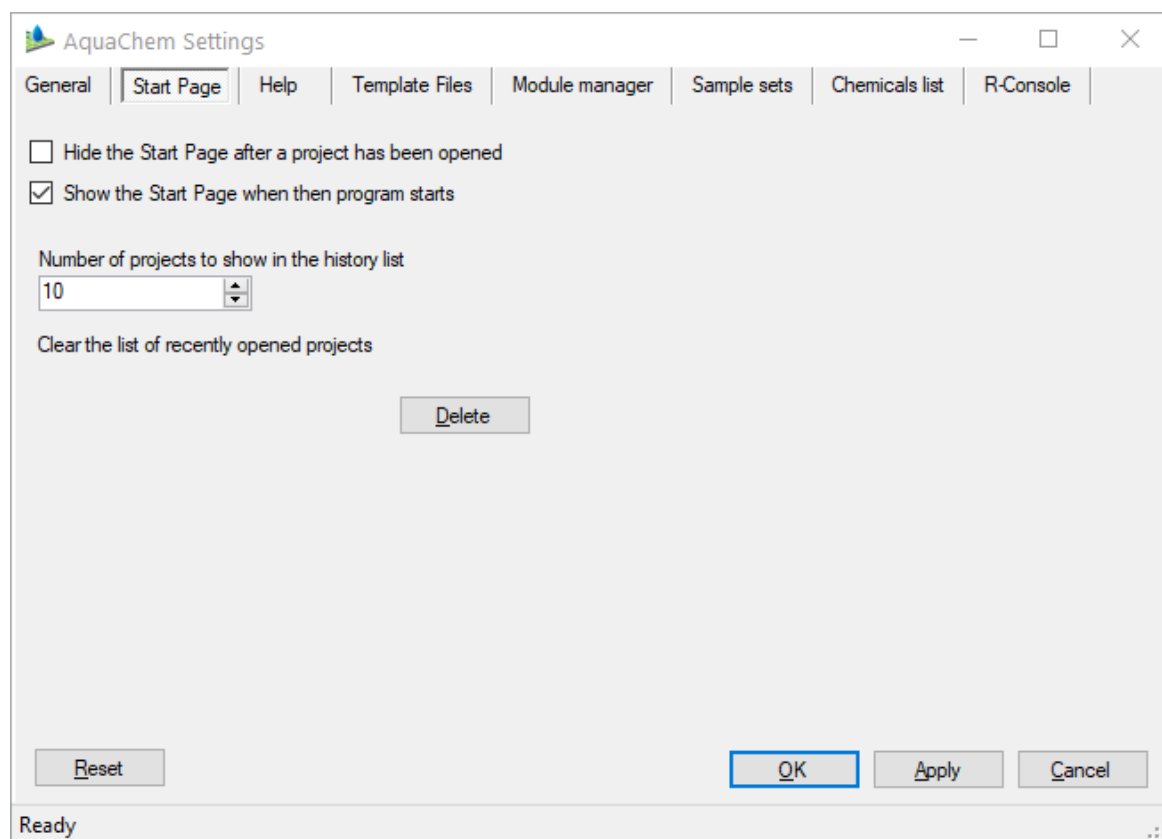 AquaChem Settings
General Start Page Help Template Files Module manager Sample sets Chemicals list R-Console
Hide the Start Page after a project has been opened
Show the Start Page when then program starts
Number of projects to show in the history list
10
Clear the list of recently opened projects
Delete
Reset OK Apply Cancel
Ready